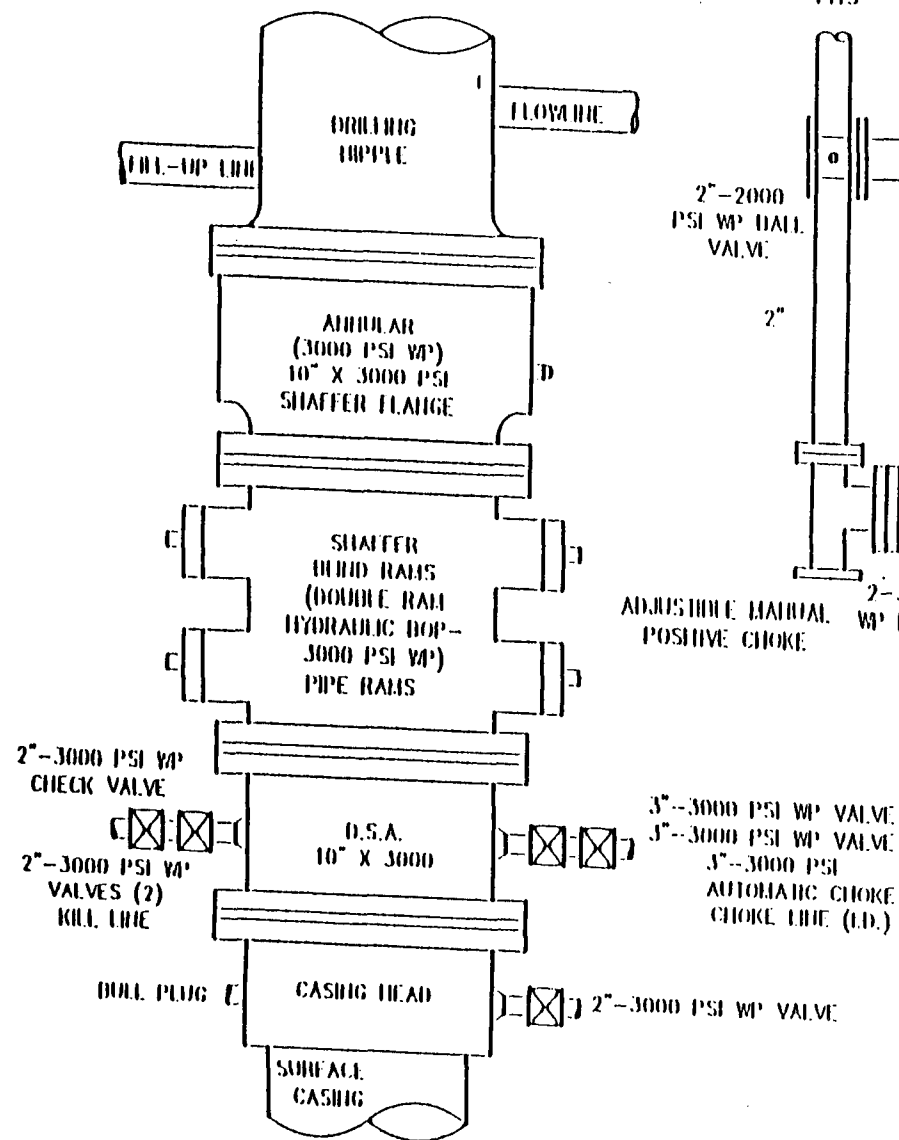 FLOWLINE
DRILLING
NIPPLE
FILL-UP LINE
ANNULAR
(3000 PSI WP)
10" X 3000 PSI
SHAFFER FLANGE
SHAFFER
BLIND RAMS
(DOUBLE RAM
HYDRAULIC BOP-
3000 PSI WP)
PIPE RAMS
2"-3000 PSI WP
CHECK VALVE
2"-3000 PSI WP
VALVES (2)
KILL LINE
D.S.A.
10" X 3000
3"-3000 PSI WP VALVE
3"-3000 PSI WP VALVE
3"-3000 PSI
AUTOMATIC CHOKE
CHOKE LINE (I.D.)
BULL PLUG
CASING HEAD
2"-3000 PSI WP VALVE
SURFACE
CASING
2"-2000
PSI WP BALL
VALVE
2"
ADJUSTIBLE MANUAL
POSITIVE CHOKE
2-
WP